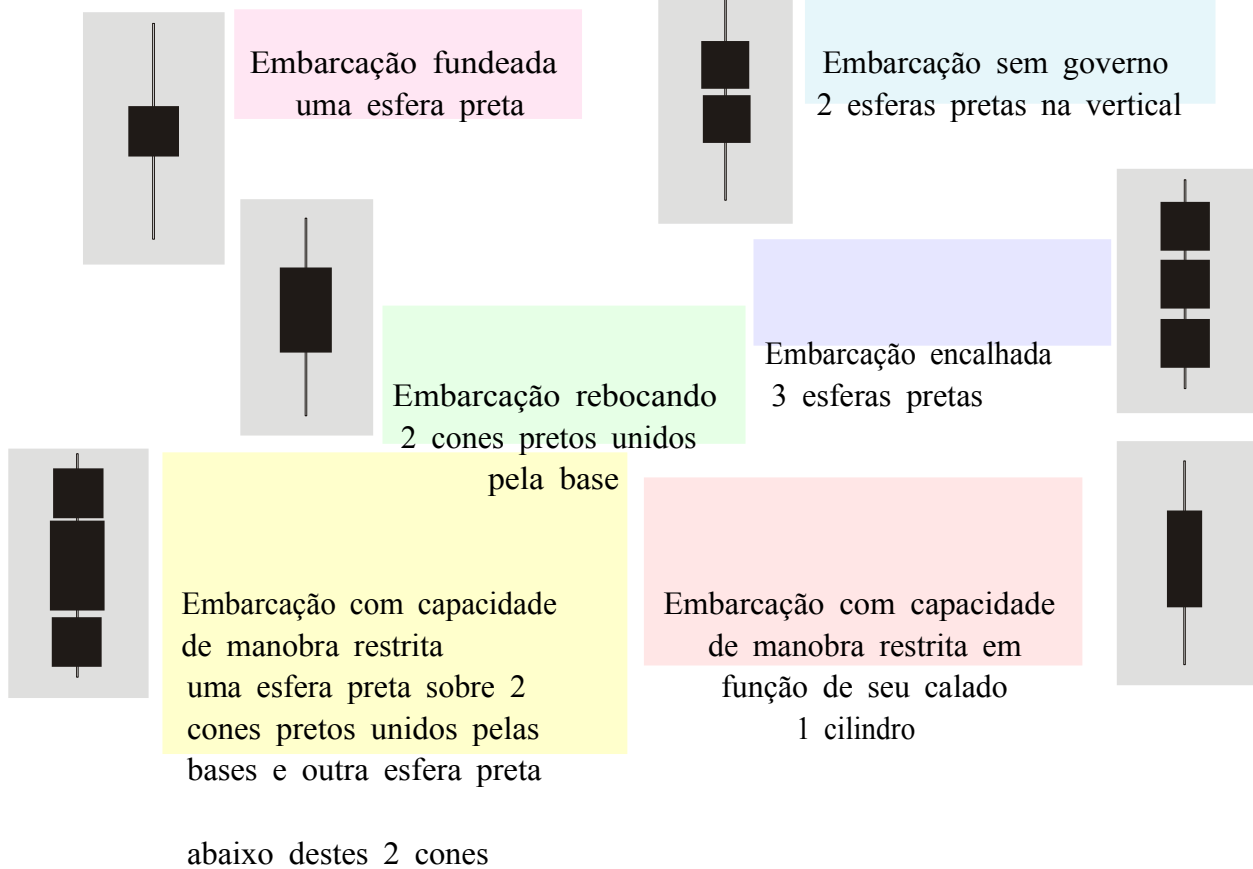 Embarcação fundeada
uma esfera preta
Embarcação sem governo
2 esferas pretas na vertical
Embarcação rebocando
2 cones pretos unidos
pela base
Embarcação encalhada
3 esferas pretas
Embarcação com capacidade
de manobra restrita
uma esfera preta sobre 2
cones pretos unidos pelas
bases e outra esfera preta
abaixo destes 2 cones
Embarcação com capacidade
de manobra restrita em
função de seu calado
1 cilindro